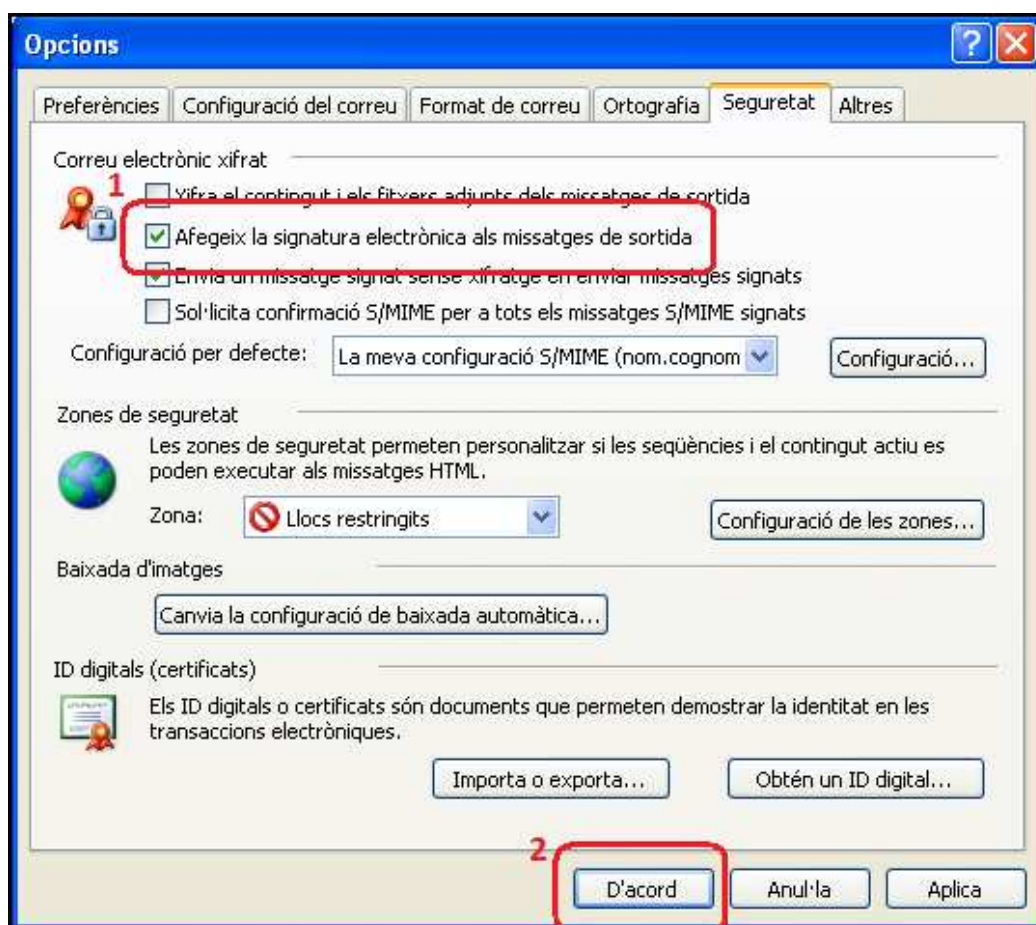 Opcions
Preferències Configuració del correu Format de correu Ortografia Seguretat Altres
Correu electrònic xifrat
1
Xifra el contingut i els fitxers adjunts dels missatges de sortida
Afegeix la signatura electrònica als missatges de sortida
Envia un missatge signat sense xifratge en enviar missatges signats
Sol·licita confirmació S/MIME per a tots els missatges S/MIME signats
Configuració per defecte: La meva configuració S/MIME (nom.cognom Configuració...
Zones de seguretat
Les zones de seguretat permeten personalitzar si les seqüències i el contingut actiu es
poden executar als missatges HTML.
Zona: Llocs restringits Configuració de les zones...
Baixada d'imatges
Canvia la configuració de baixada automàtica...
ID digitals (certificats)
Els ID digitals o certificats són documents que permeten demostrar la identitat en les
transaccions electròniques.
Importa o exporta... Obtén un ID digital...
2
D'acord Anul·la Aplica